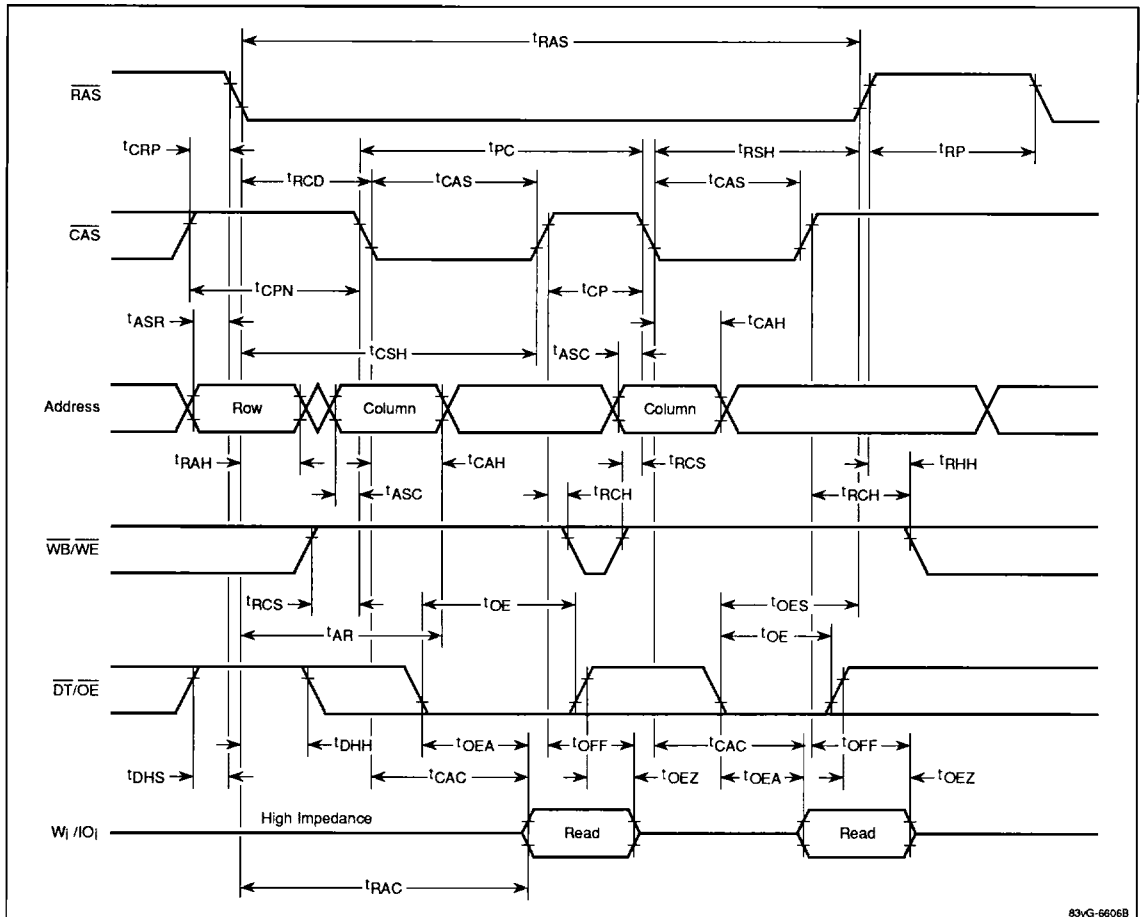 tRAS
RAS
tCRP
tPC
tRSH
tRP
tRCD
tCAS
tCAS
CAS
tCPN
tCP
tASR
tCAH
tCSH
tASC
Address
Row
Column
Column
tRAH
tCAH
tRCS
tRHH
tASC
tRCH
tRCH
WB/WE
tRCS
tOE
tOES
tAR
tOE
DT/OE
tDHH
tOEA
tOFF
tCAC
tOFF
tDHS
tCAC
tOEZ
tOEA
tOEZ
High Impedance
Wi /IOi
Read
Read
tRAC
83vG-6606B